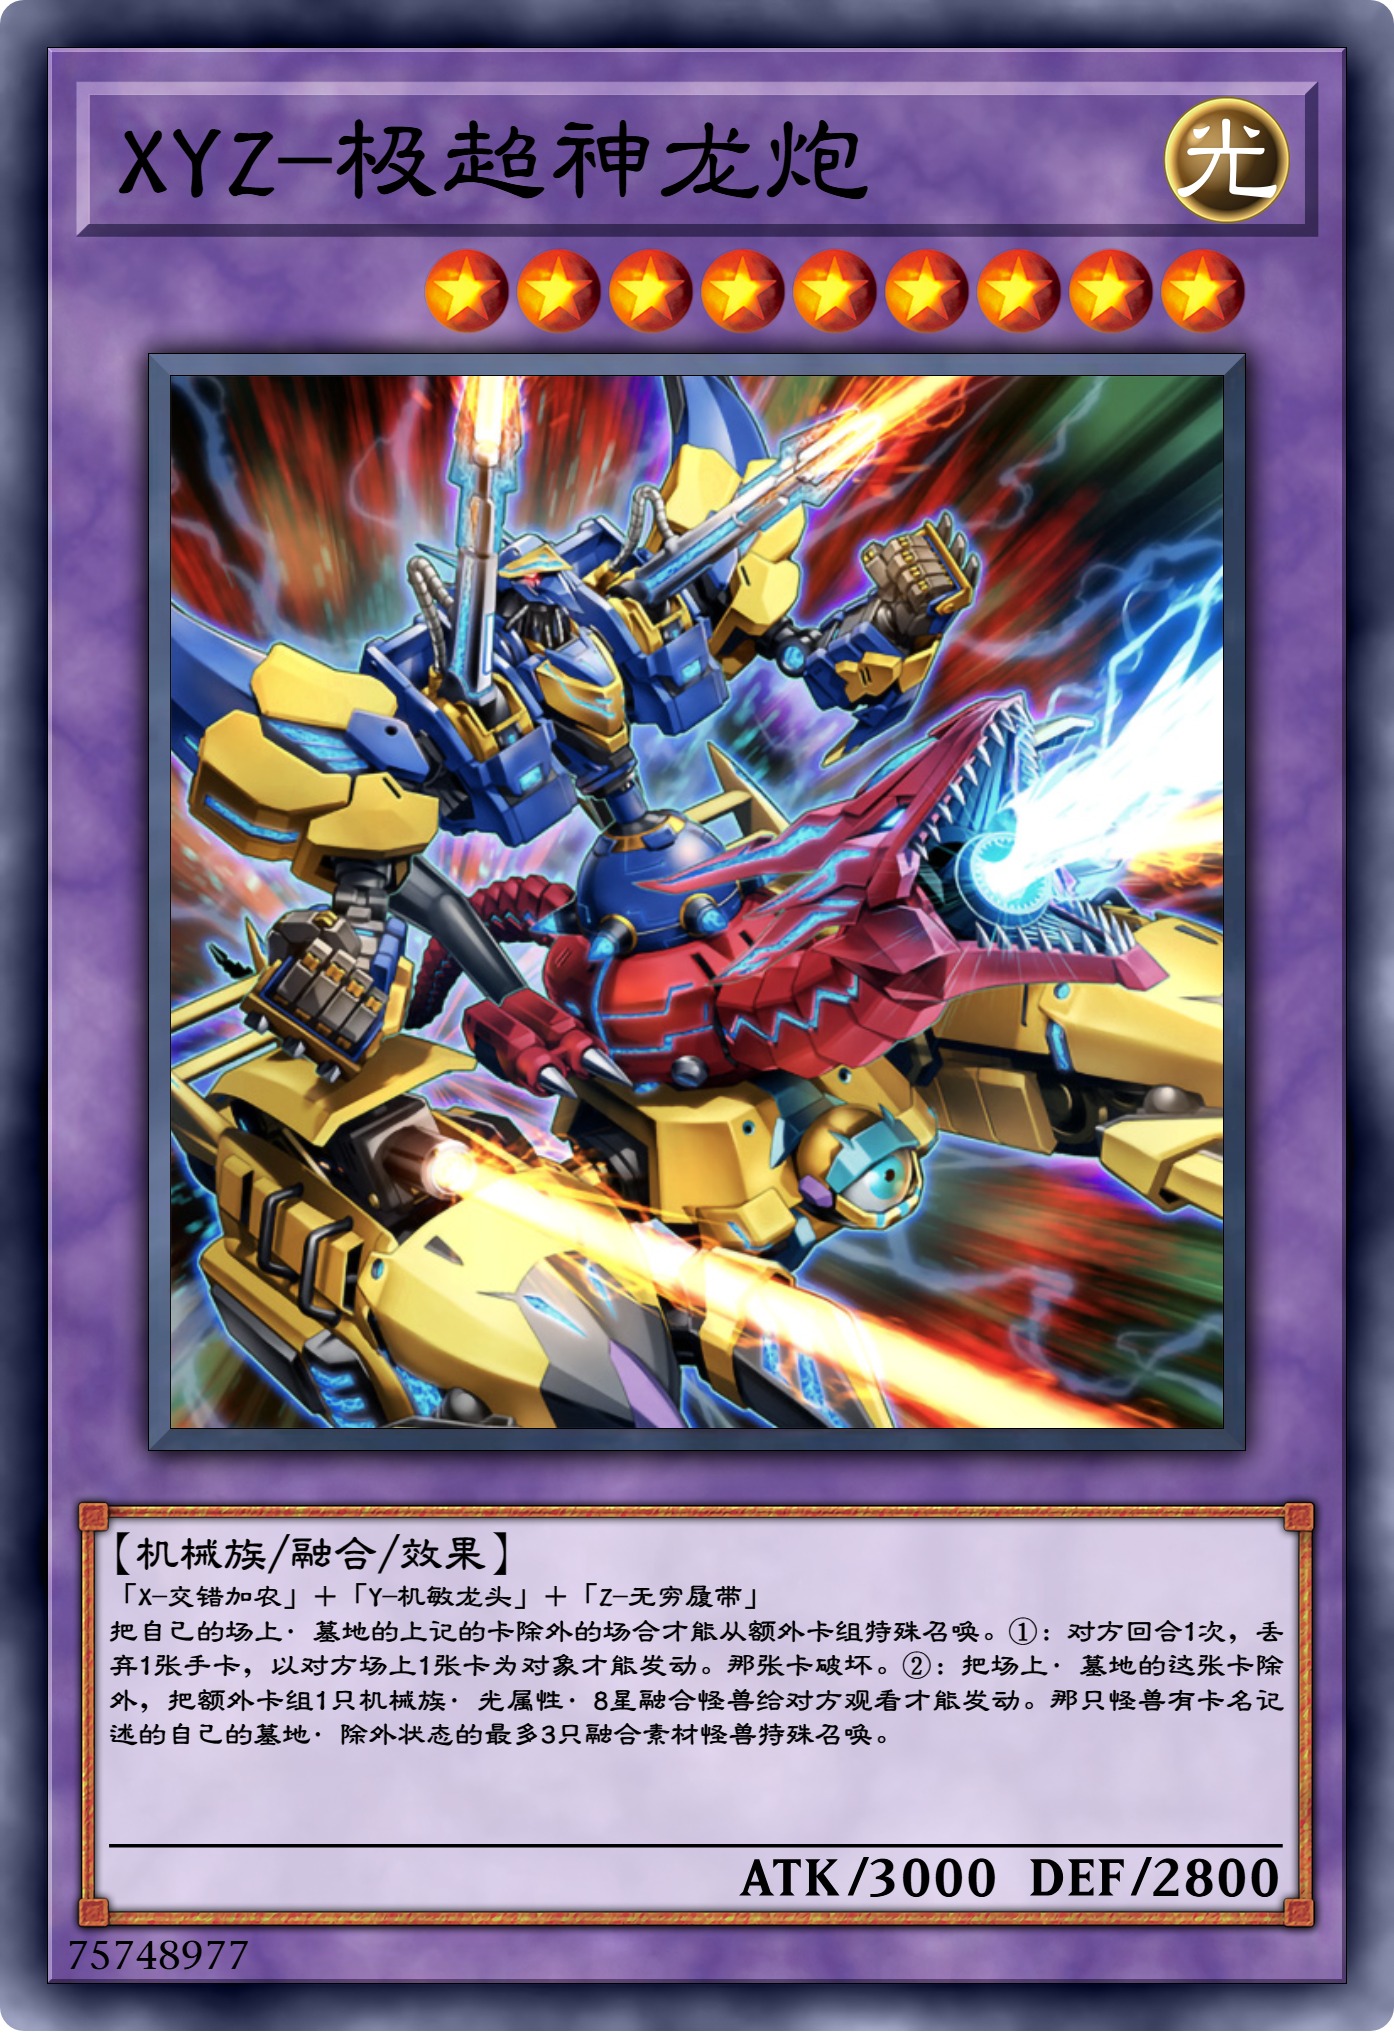 XYZ-极超神龙炮
光
【机械族/融合/效果】
「X-交错加农」＋「Y-机敏龙头」＋「Z-无穷履带」
把自己的场上·墓地的上记的卡除外的场合才能从额外卡组特殊召唤。①：对方回合1次，丢
弃1张手卡，以对方场上1张卡为对象才能发动。那张卡破坏。②：把场上·墓地的这张卡除
外，把额外卡组1只机械族·光属性·8星融合怪兽给对方观看才能发动。那只怪兽有卡名记
述的自己的墓地·除外状态的最多3只融合素材怪兽特殊召唤。
ATK/3000 DEF/2800
75748977